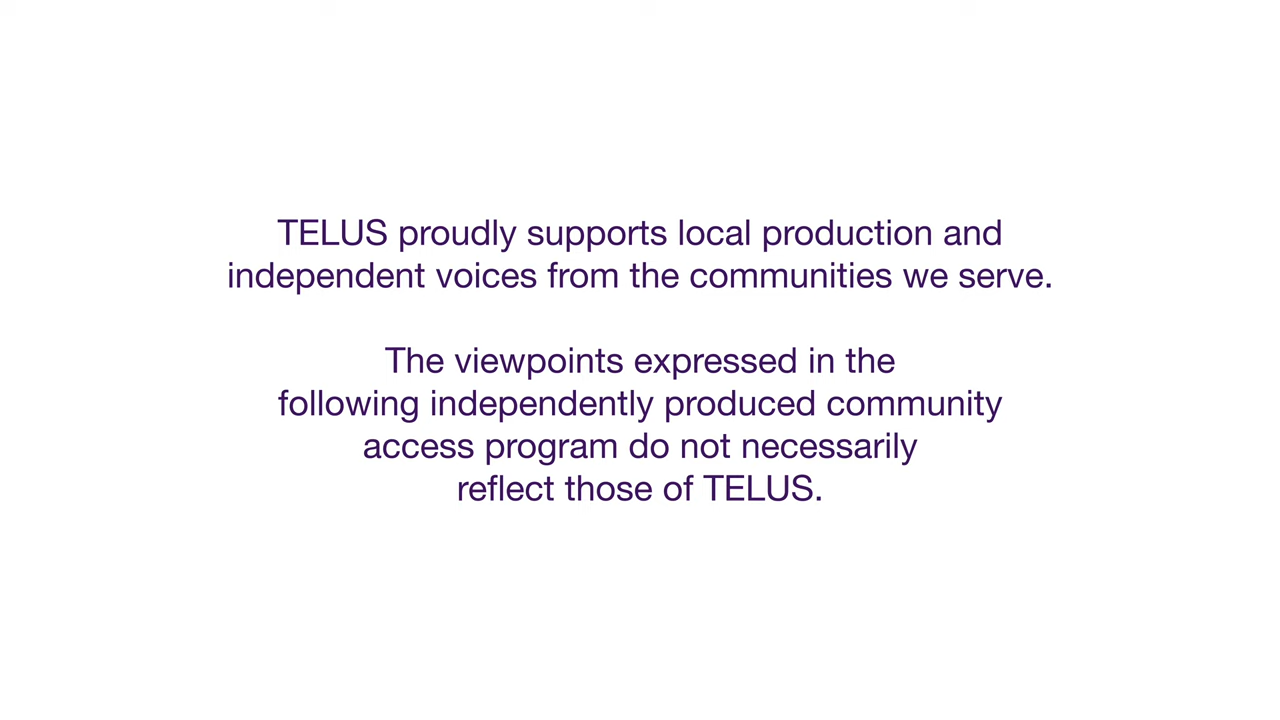 TELUS proudly supports local production and
independent voices from the communities we serve.
The viewpoints expressed in the
following independently produced community
access program do not necessarily
reflect those of TELUS.